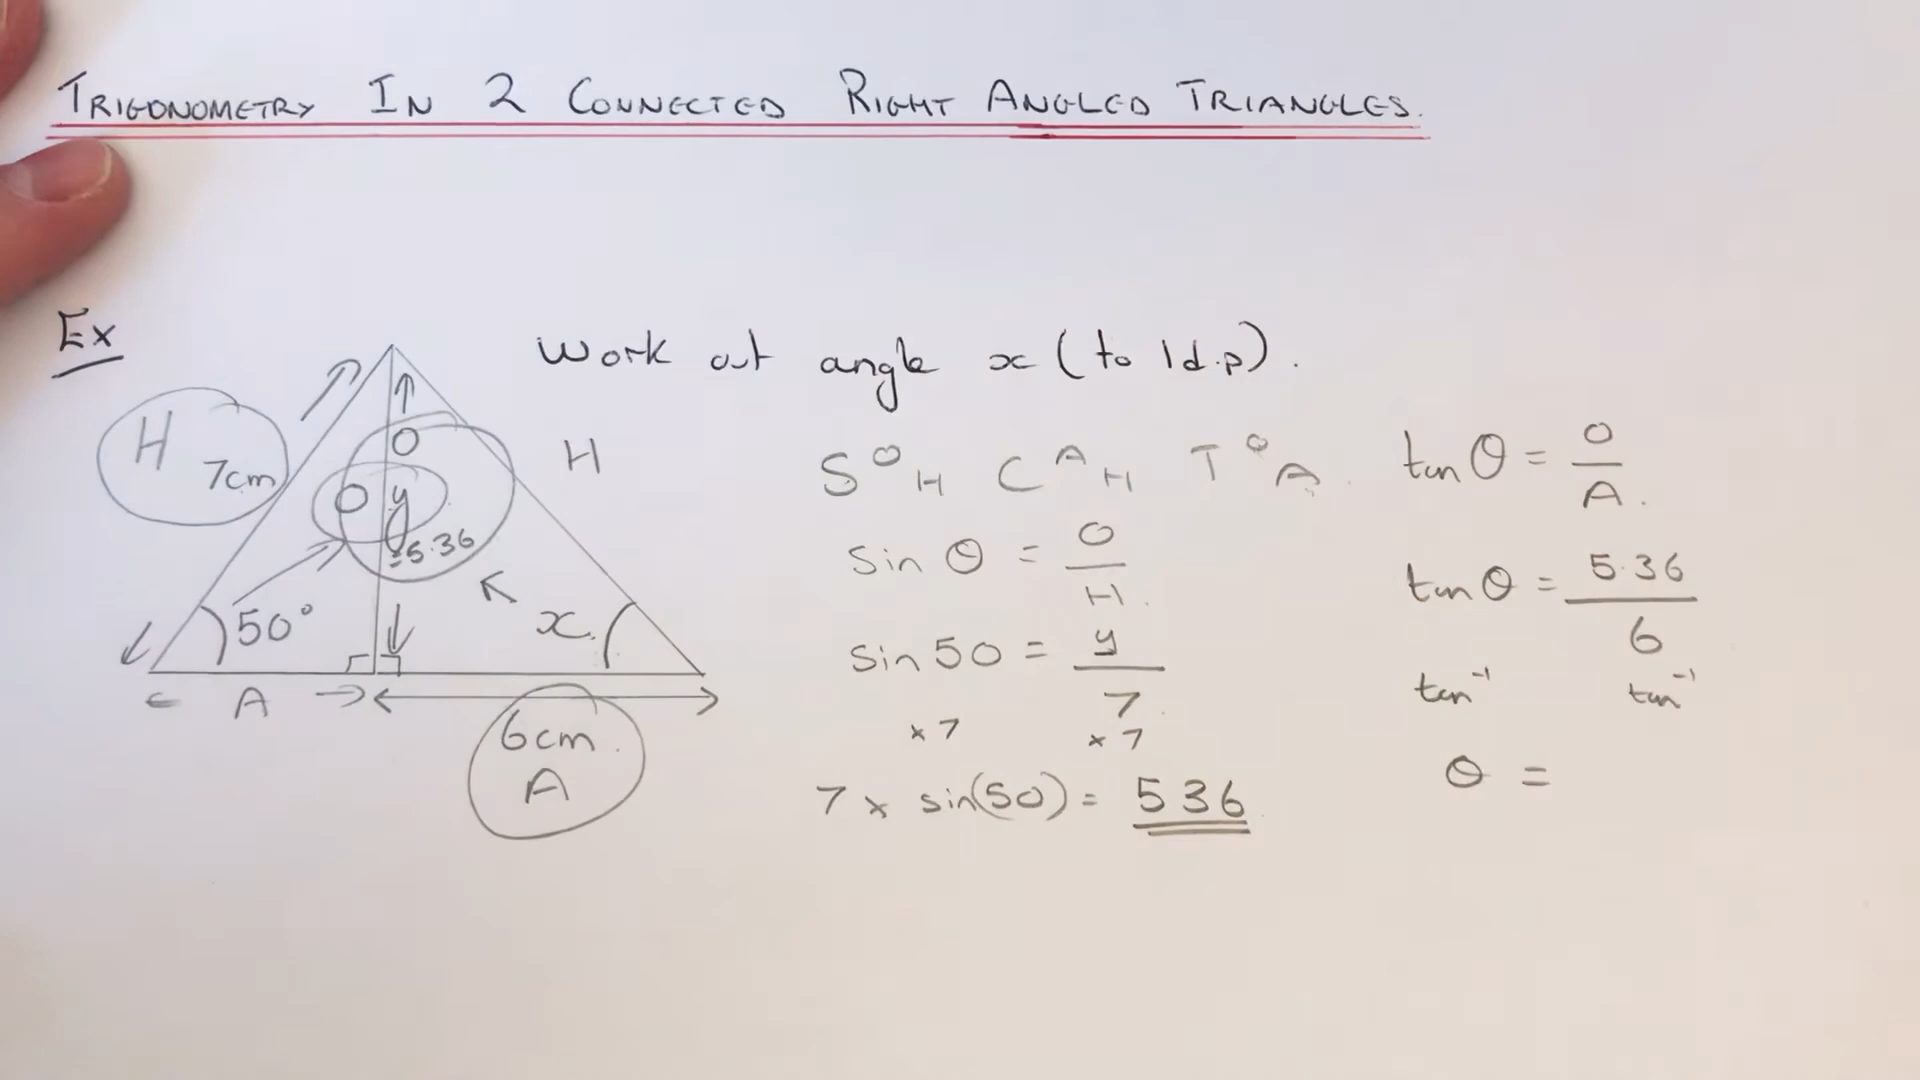 TRIGONOMETRY IN 2 CONNECTED RIGHT ANGLED TRIANGLES.
Ex
Work out angle x (to 1d.p).
H
7cm
O
O y
=5.36
H
50°
x
A
6cm
A
S O H C A H T O A
sin θ = O / H
sin 50 = y / 7
×7 ×7
7 × sin(50) = 5.36
tan θ = O / A
tan θ = 5.36 / 6
tan⁻¹ tan⁻¹
θ =